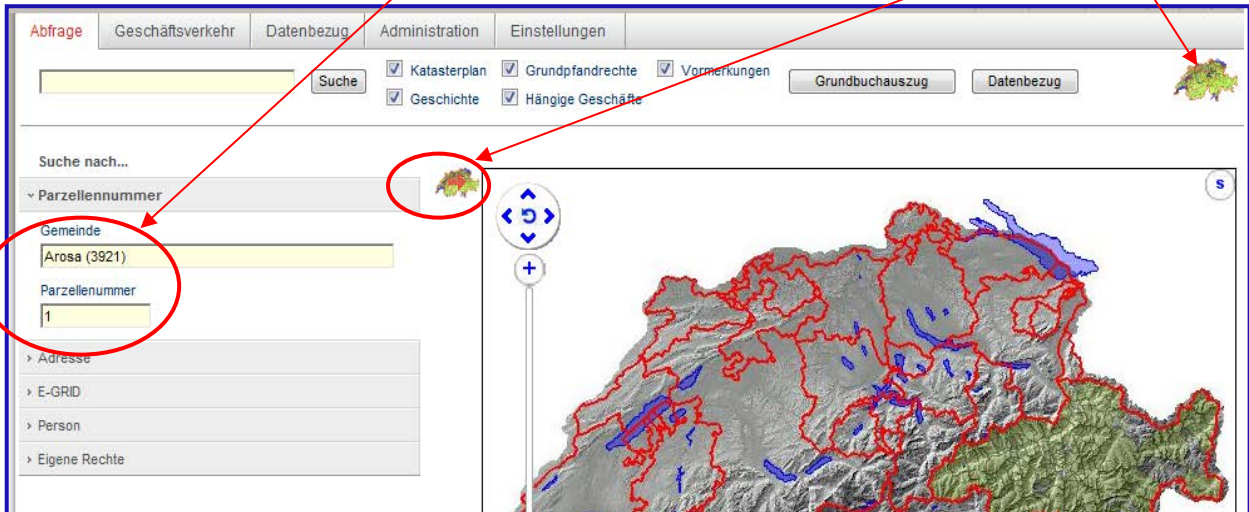 Abfrage Geschäftsverkehr Datenbezug Administration Einstellungen
Suche Katasterplan Grundpfandrechte Vormerkungen Grundbuchauszug Datenbezug
Geschichte Hängige Geschäfte
Suche nach...
Parzellennummer
Gemeinde
Arosa (3921)
Parzellenummer
1
Adresse
E-GRID
Person
Eigene Rechte
S